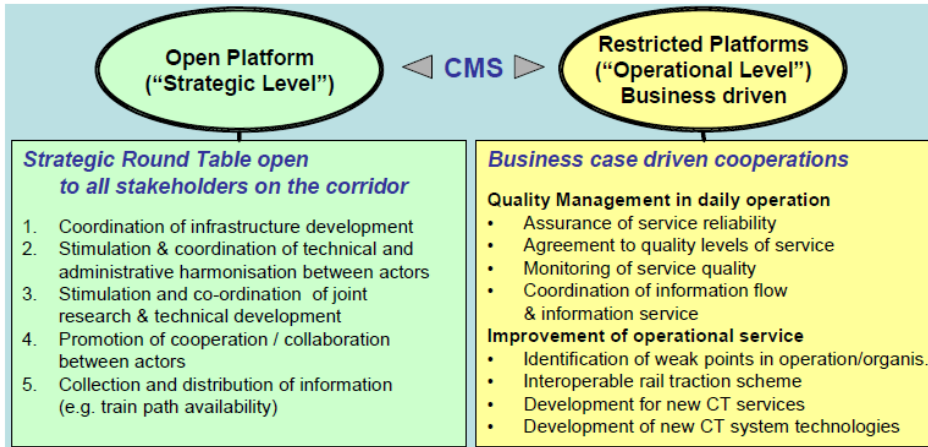 Open Platform
(“Strategic Level”)
CMS
Restricted Platforms
(“Operational Level”)
Business driven
Strategic Round Table open
to all stakeholders on the corridor
1. Coordination of infrastructure development
2. Stimulation & coordination of technical and
administrative harmonisation between actors
3. Stimulation and co-ordination of joint
research & technical development
4. Promotion of cooperation / collaboration
between actors
5. Collection and distribution of information
(e.g. train path availability)
Business case driven cooperations
Quality Management in daily operation
• Assurance of service reliability
• Agreement to quality levels of service
• Monitoring of service quality
• Coordination of information flow
& information service
Improvement of operational service
• Identification of weak points in operation/organis.
• Interoperable rail traction scheme
• Development for new CT services
• Development of new CT system technologies